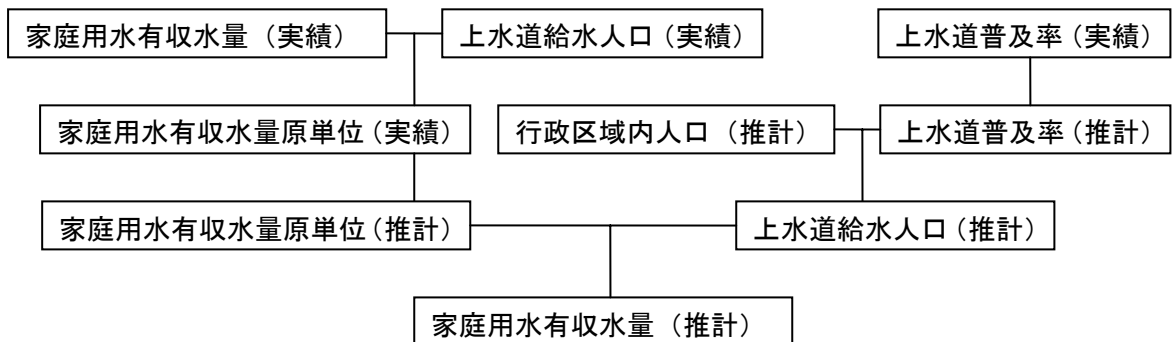 家庭用水有収水量（実績）
上水道給水人口（実績）
上水道普及率（実績）
家庭用水有収水量原単位（実績）
行政区域内人口（推計）
上水道普及率（推計）
家庭用水有収水量原単位（推計）
上水道給水人口（推計）
家庭用水有収水量（推計）